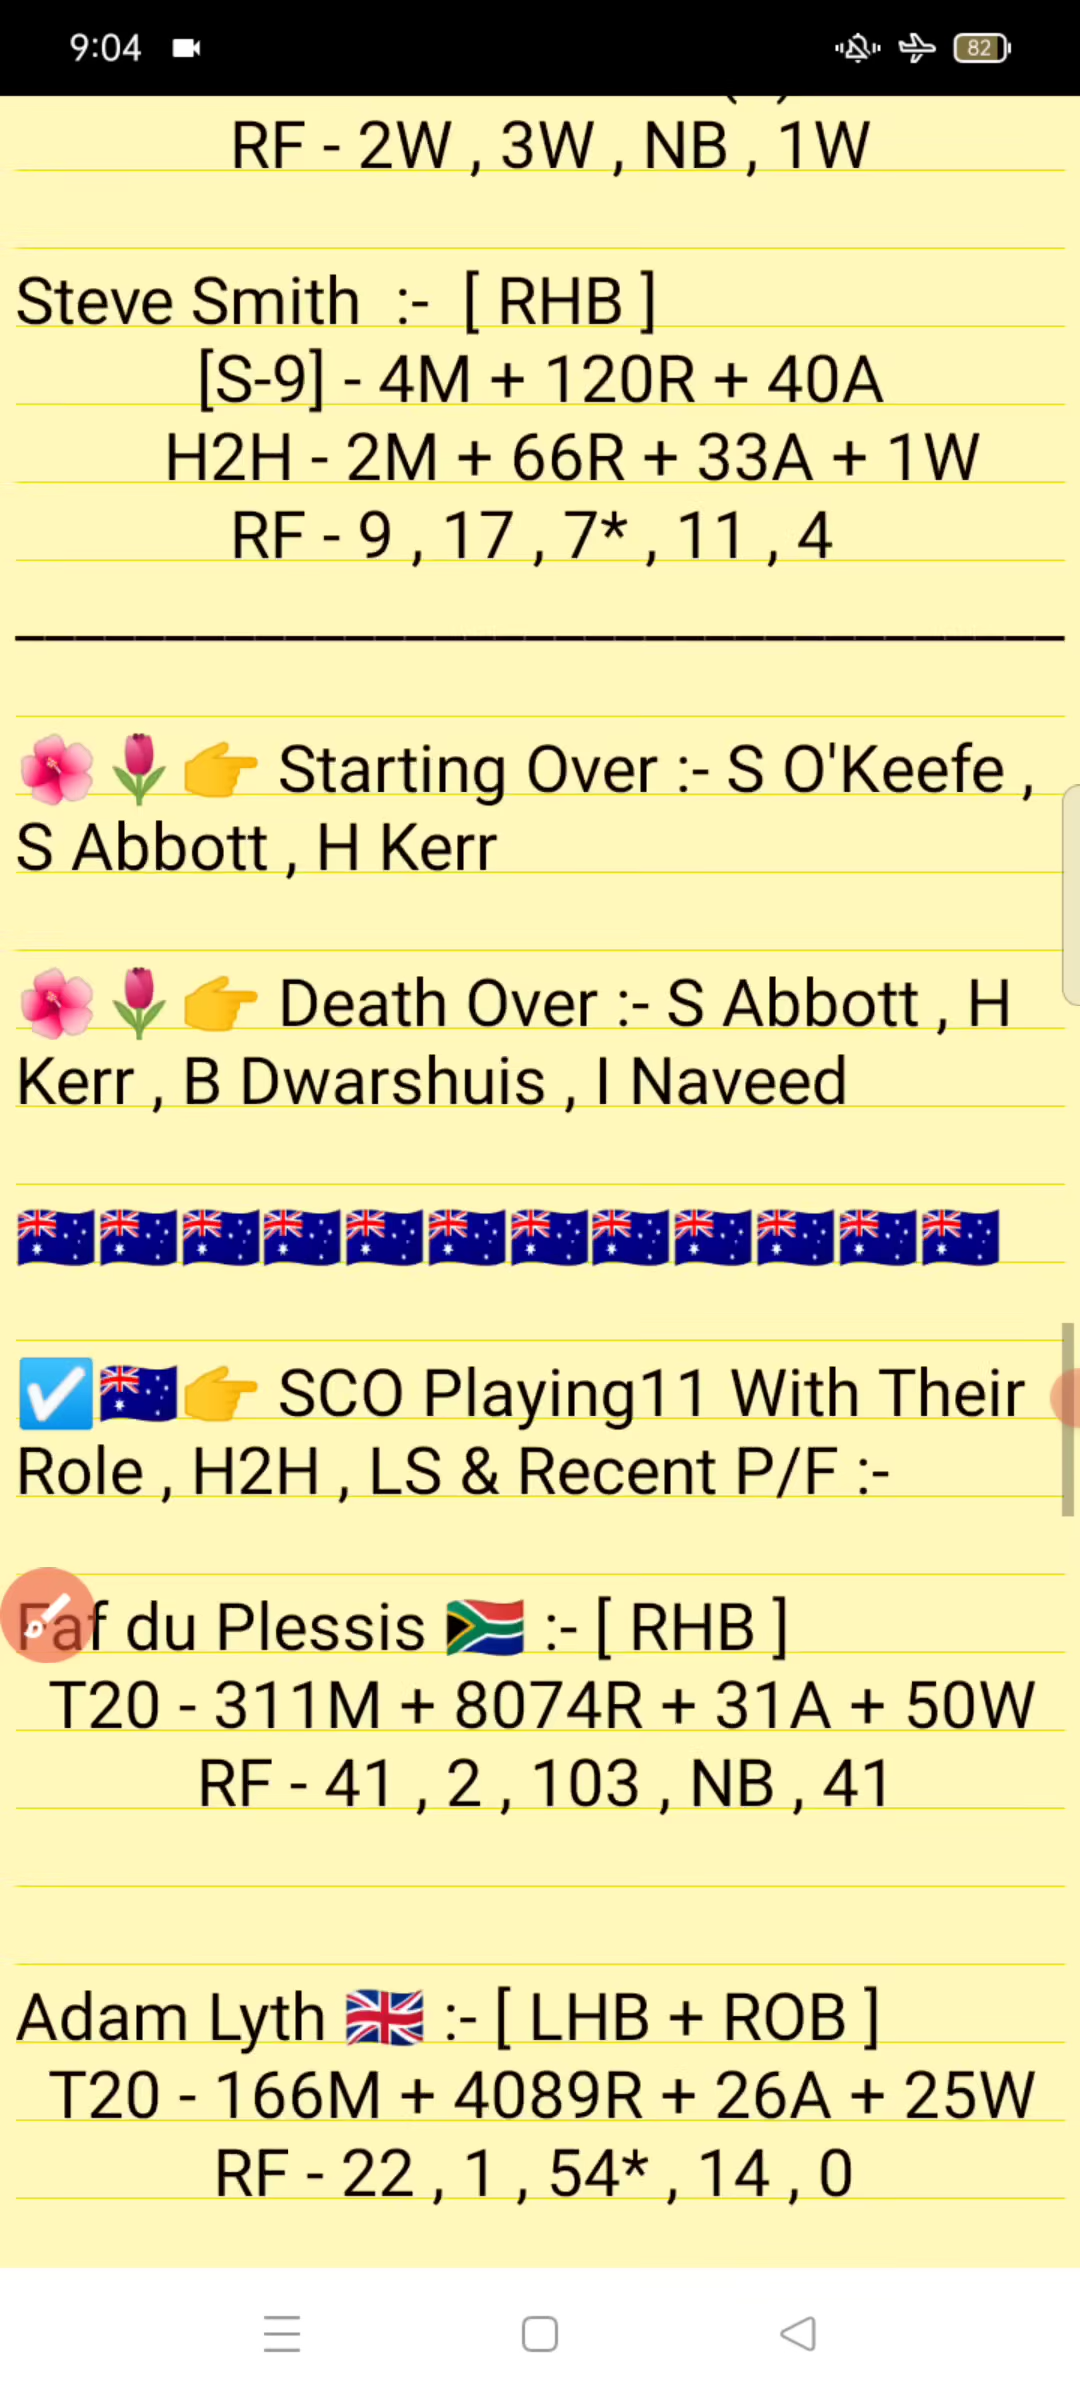 9:04
82
RF - 2W , 3W , NB , 1W
Steve Smith :- [ RHB ]
[S-9] - 4M + 120R + 40A
H2H - 2M + 66R + 33A + 1W
RF - 9 , 17 , 7* , 11 , 4
🌺🌷👉 Starting Over :- S O'Keefe ,
S Abbott , H Kerr
🌺🌷👉 Death Over :- S Abbott , H
Kerr , B Dwarshuis , I Naveed
🇦🇺🇦🇺🇦🇺🇦🇺🇦🇺🇦🇺🇦🇺🇦🇺🇦🇺🇦🇺🇦🇺🇦🇺
☑️🇦🇺👉 SCO Playing11 With Their
Role , H2H , LS & Recent P/F :-
Faf du Plessis 🇿🇦 :- [ RHB ]
T20 - 311M + 8074R + 31A + 50W
RF - 41 , 2 , 103 , NB , 41
Adam Lyth 🇬🇧 :- [ LHB + ROB ]
T20 - 166M + 4089R + 26A + 25W
RF - 22 , 1 , 54* , 14 , 0